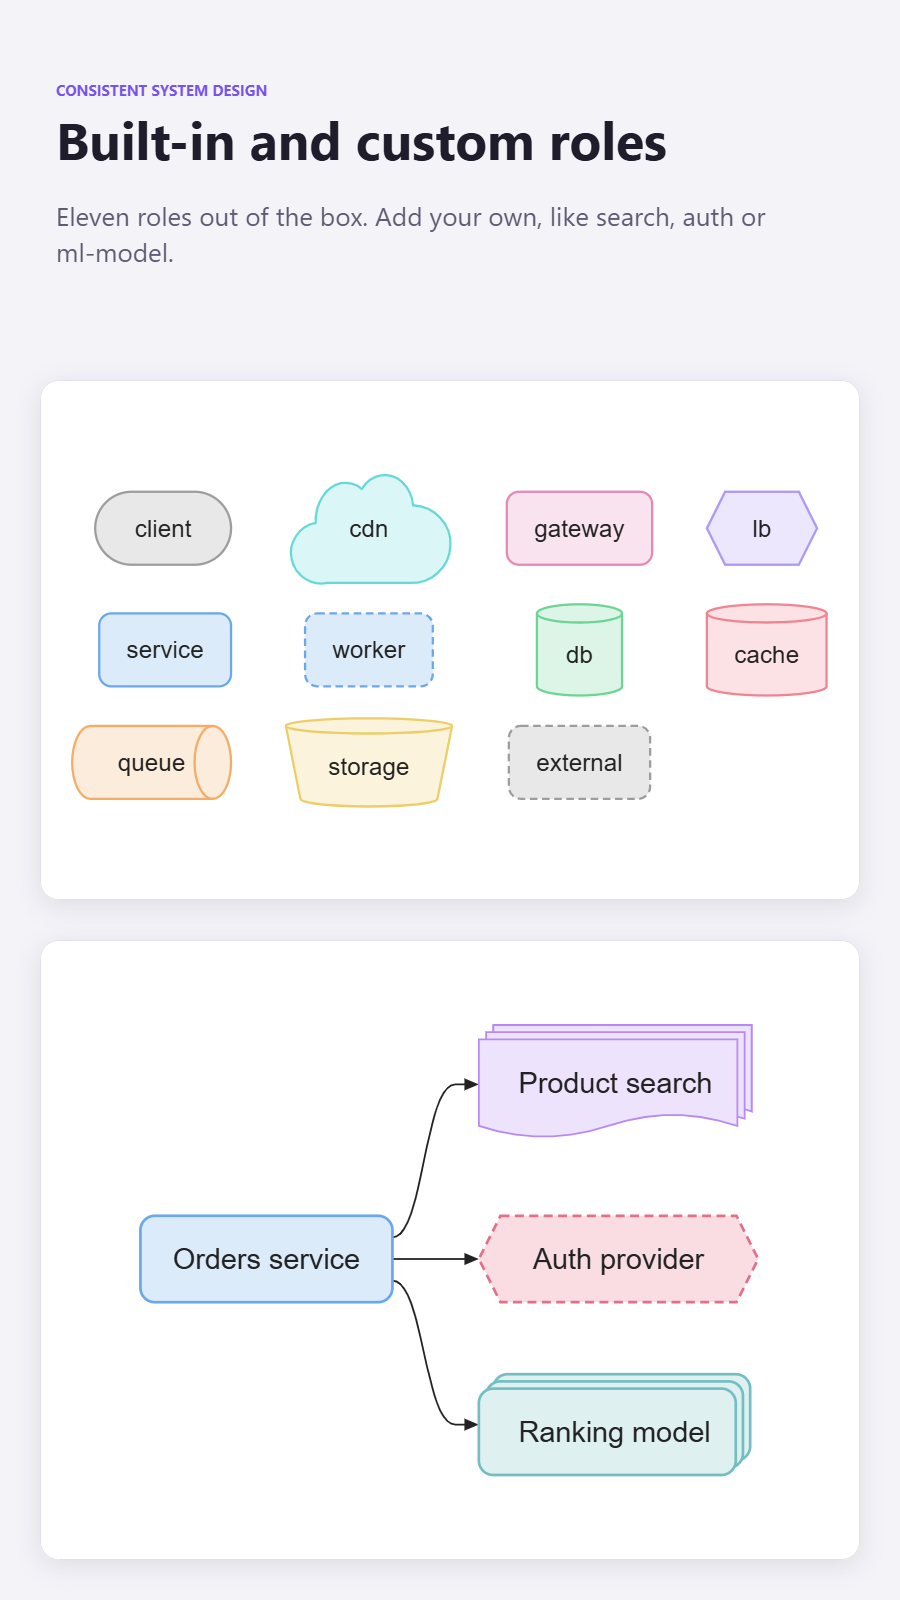 CONSISTENT SYSTEM DESIGN
Built-in and custom roles
Eleven roles out of the box. Add your own, like search, auth or
ml-model.
client
cdn
gateway
lb
service
worker
db
cache
queue
storage
external
Product search
Orders service
Auth provider
Ranking model